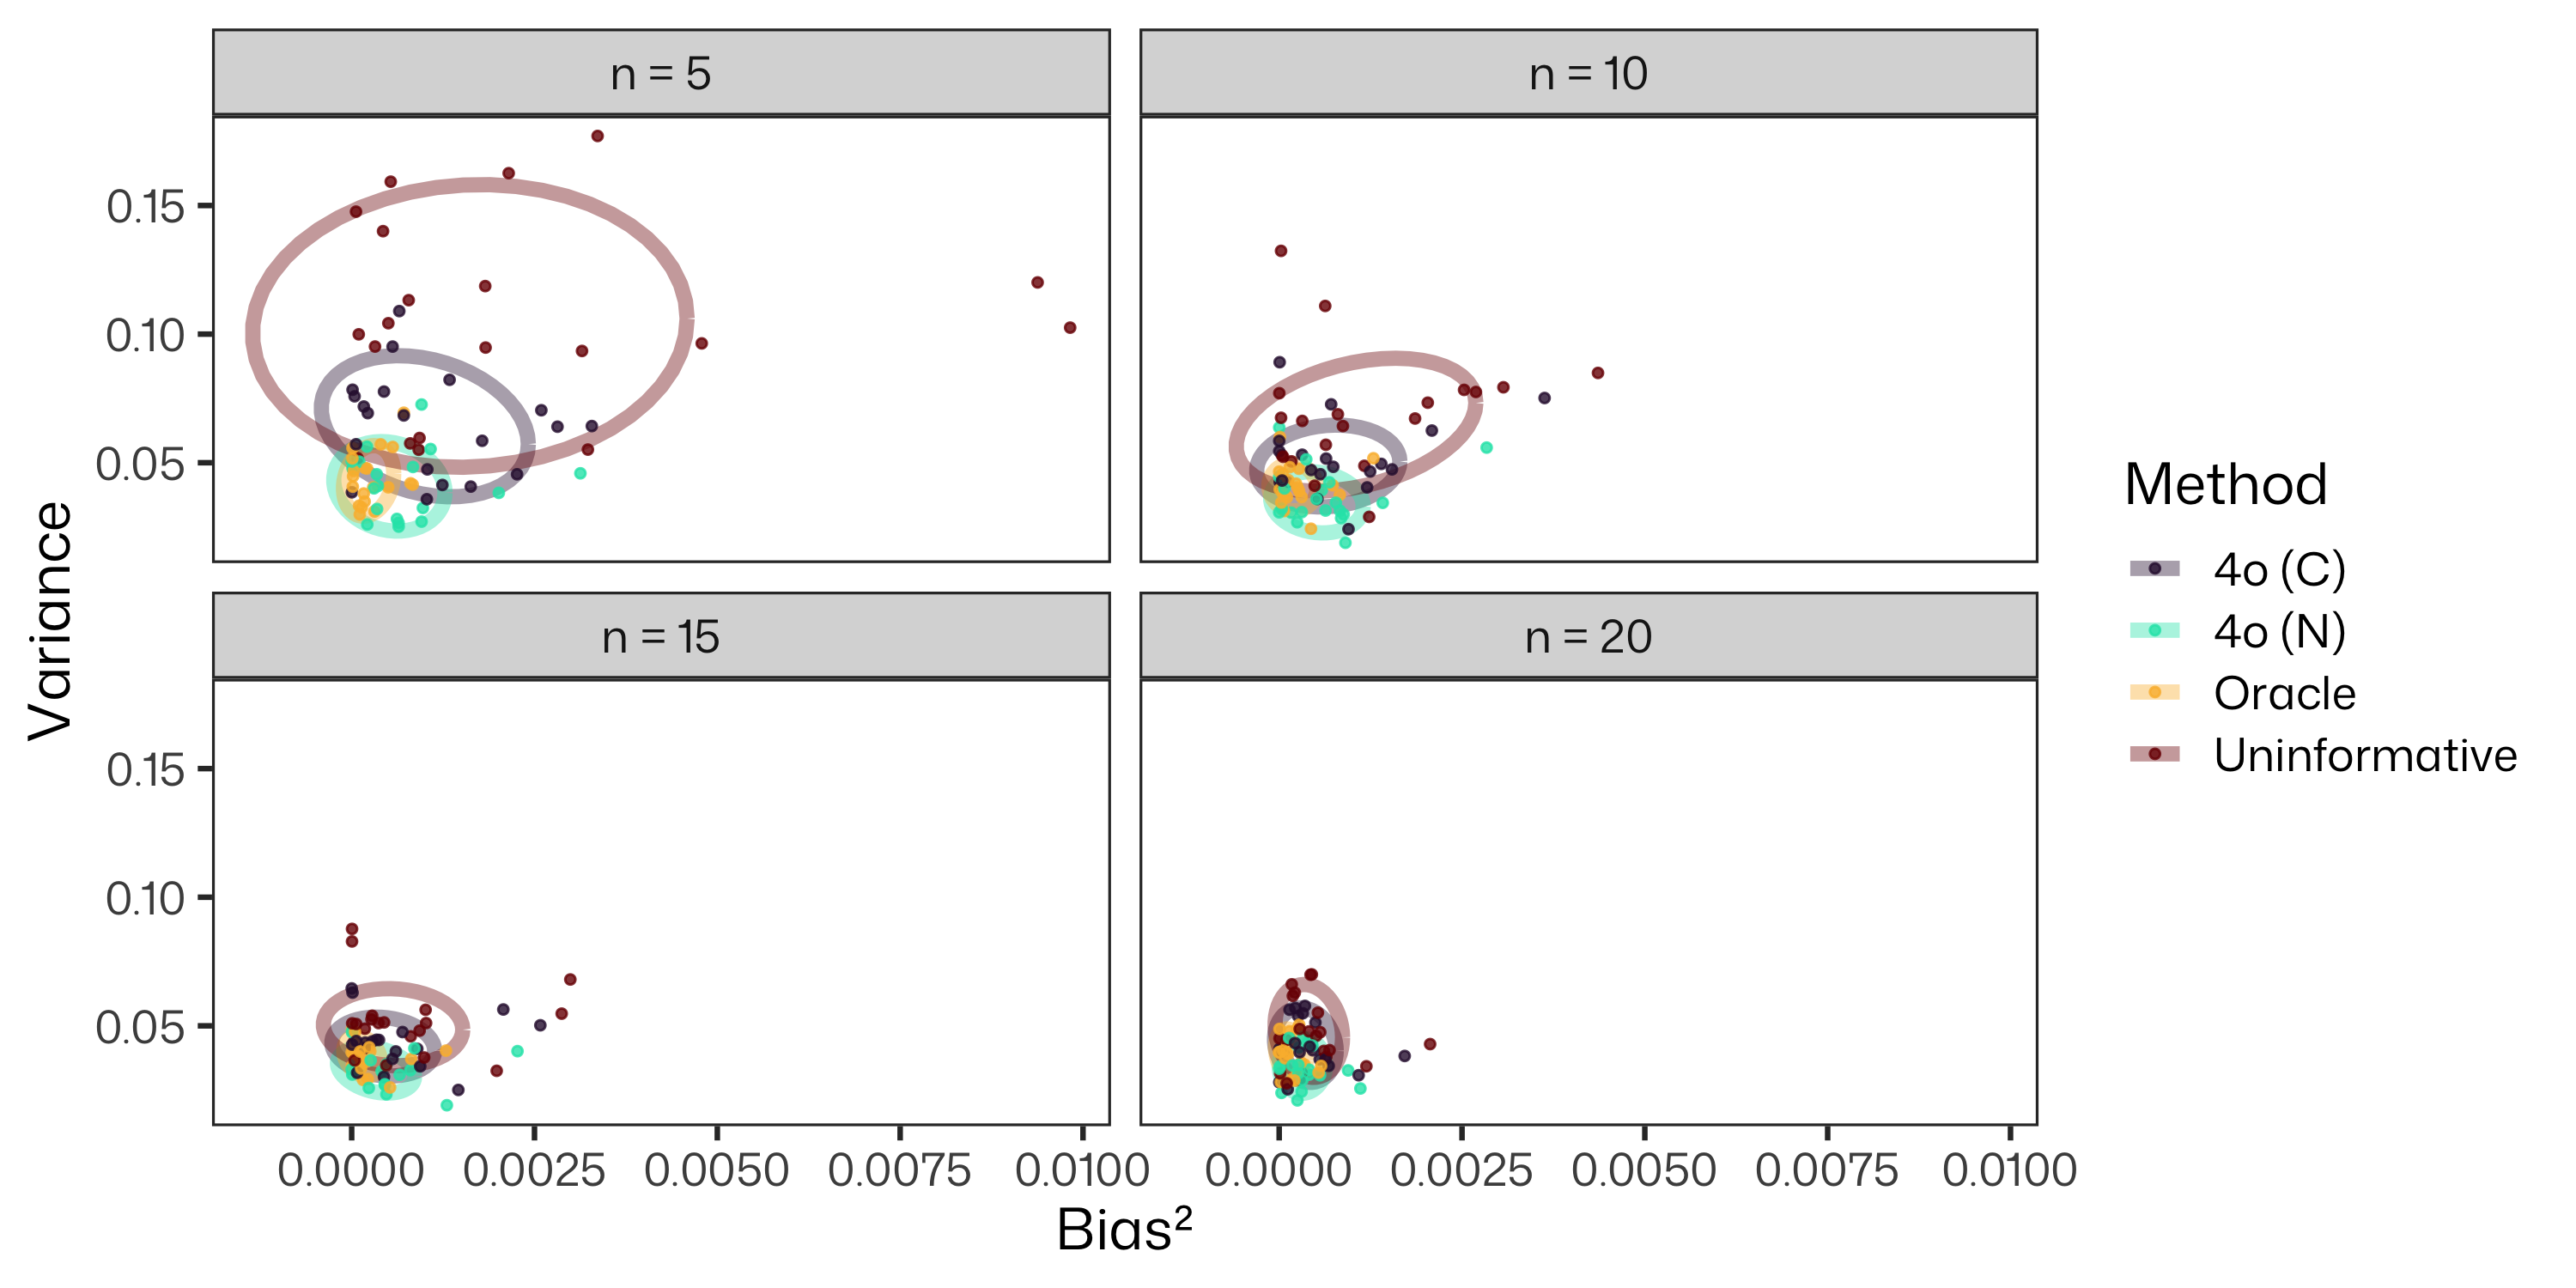 n = 5
n = 10
0.15
0.10
0.05
n = 15
n = 20
0.15
0.10
0.05
0.0000 0.0025 0.0050 0.0075 0.0100
0.0000 0.0025 0.0050 0.0075 0.0100
Bias²
Variance
Method
4o (C)
4o (N)
Oracle
Uninformative